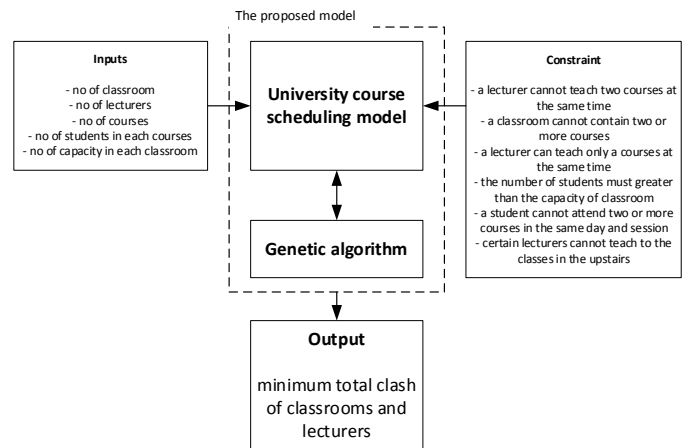 The proposed model
Inputs
- no of classroom
- no of lecturers
- no of courses
- no of students in each courses
- no of capacity in each classroom
University course
scheduling model
Genetic algorithm
Constraint
- a lecturer cannot teach two courses at
the same time
- a classroom cannot contain two or
more courses
- a lecturer can teach only a courses at
the same time
- the number of students must greater
than the capacity of classroom
- a student cannot attend two or more
courses in the same day and session
- certain lecturers cannot teach to the
classes in the upstairs
Output
minimum total clash
of classrooms and
lecturers